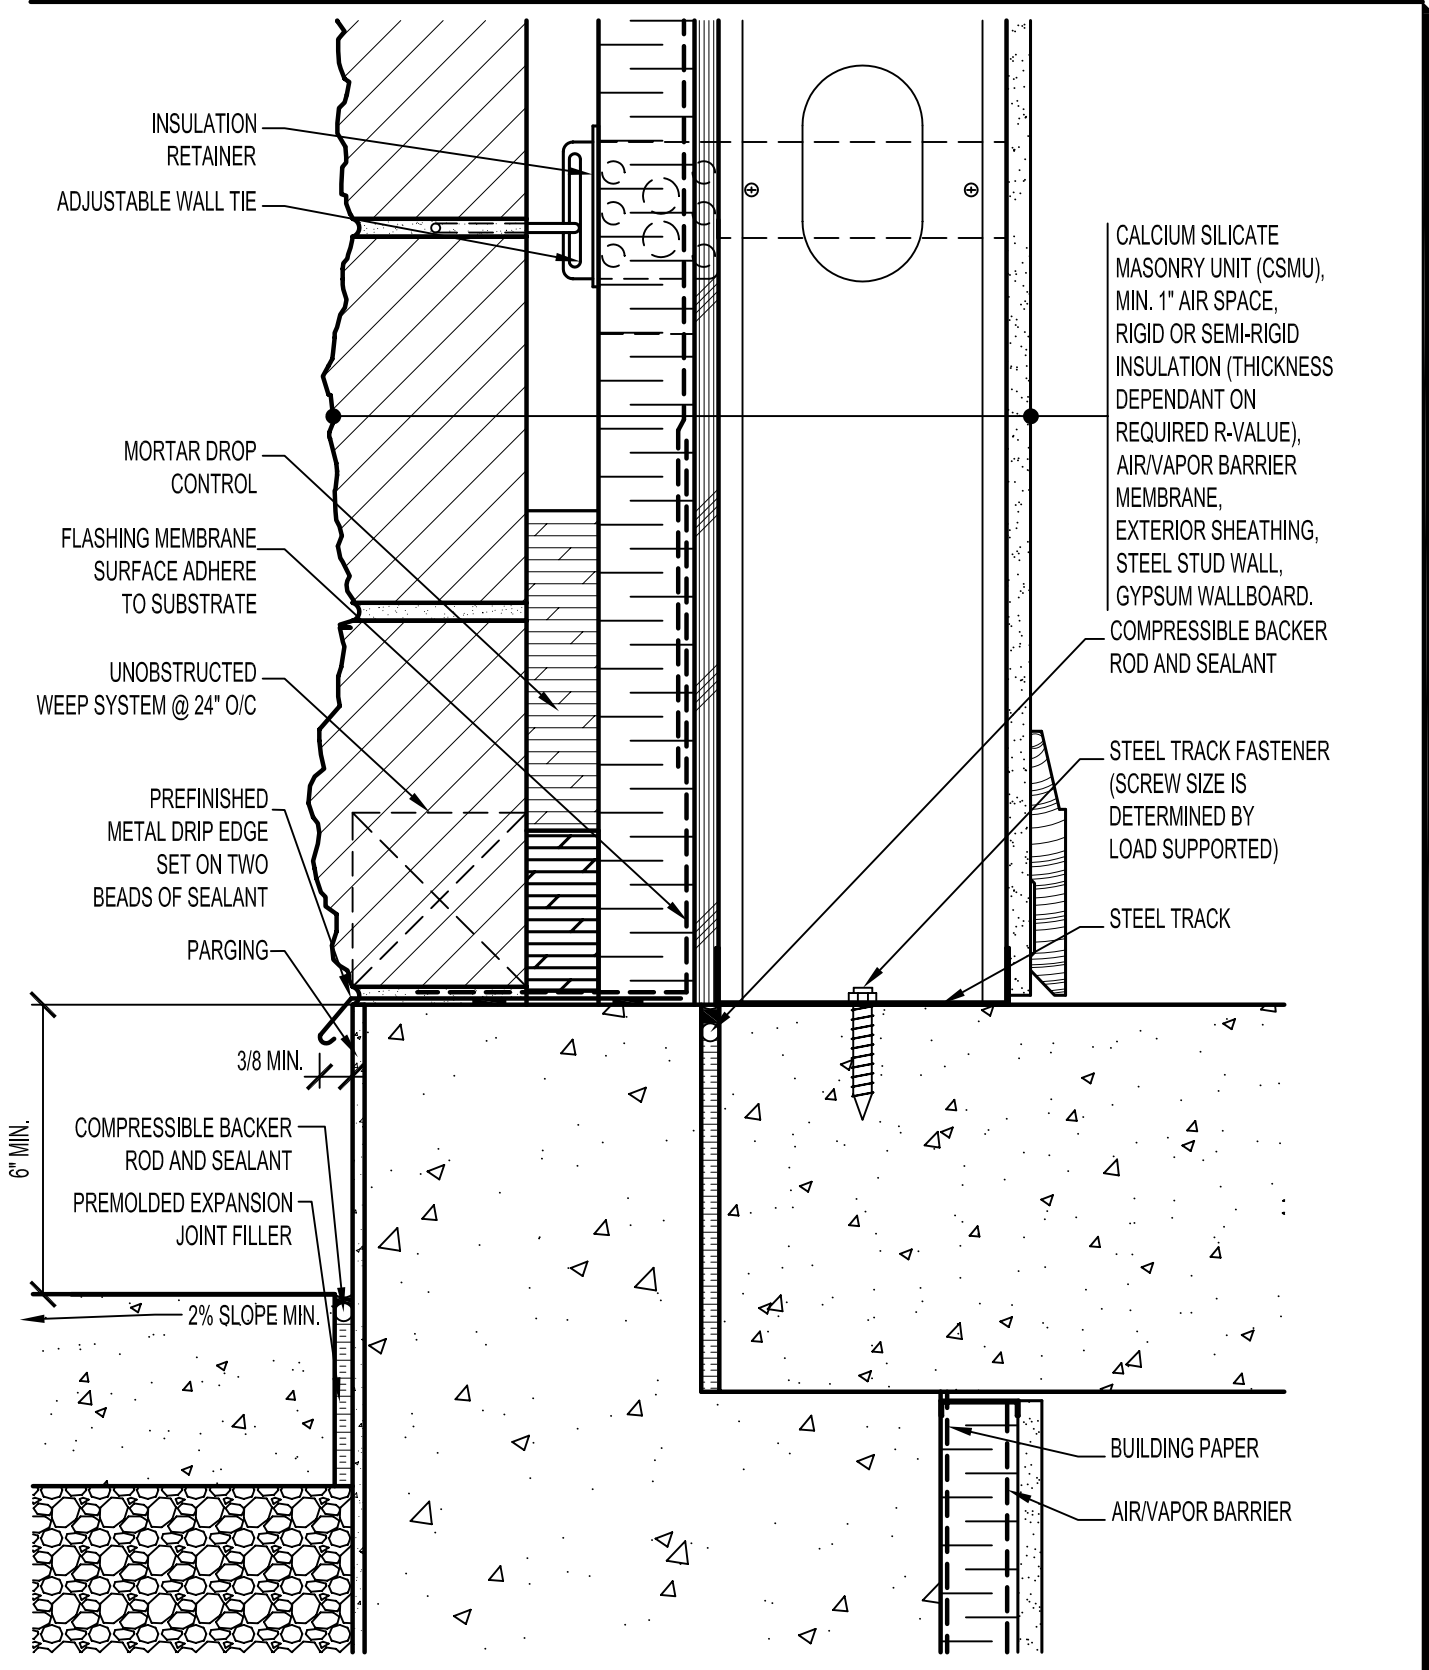 INSULATION
RETAINER
ADJUSTABLE WALL TIE
MORTAR DROP
CONTROL
FLASHING MEMBRANE
SURFACE ADHERE
TO SUBSTRATE
UNOBSTRUCTED
WEEP SYSTEM @ 24" O/C
PREFINISHED
METAL DRIP EDGE
SET ON TWO
BEADS OF SEALANT
PARGING
3/8 MIN.
6" MIN.
COMPRESSIBLE BACKER
ROD AND SEALANT
PREMOLDED EXPANSION
JOINT FILLER
2% SLOPE MIN.
CALCIUM SILICATE
MASONRY UNIT (CSMU),
MIN. 1" AIR SPACE,
RIGID OR SEMI-RIGID
INSULATION (THICKNESS
DEPENDANT ON
REQUIRED R-VALUE),
AIR/VAPOR BARRIER
MEMBRANE,
EXTERIOR SHEATHING,
STEEL STUD WALL,
GYPSUM WALLBOARD.
COMPRESSIBLE BACKER
ROD AND SEALANT
STEEL TRACK FASTENER
(SCREW SIZE IS
DETERMINED BY
LOAD SUPPORTED)
STEEL TRACK
BUILDING PAPER
AIR/VAPOR BARRIER